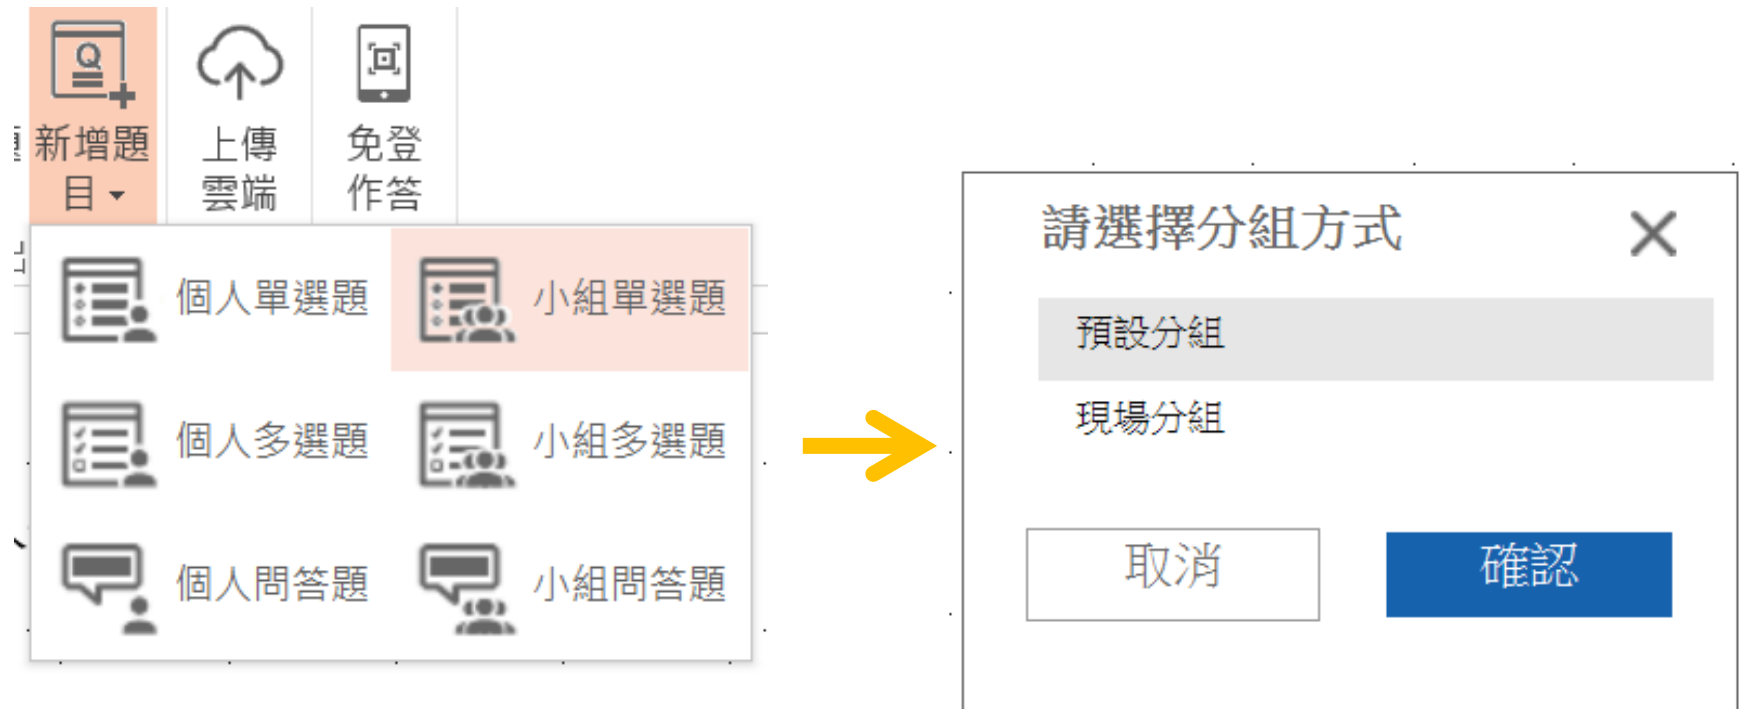 新增題
目
上傳
雲端
免登
作答
個人單選題
小組單選題
個人多選題
小組多選題
個人問答題
小組問答題
請選擇分組方式
預設分組
現場分組
取消
確認